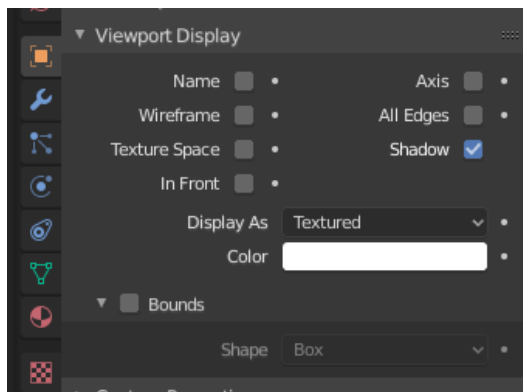 Viewport Display
Name Axis
Wireframe All Edges
Texture Space Shadow
In Front
Display As Textured
Color
Bounds
Shape Box